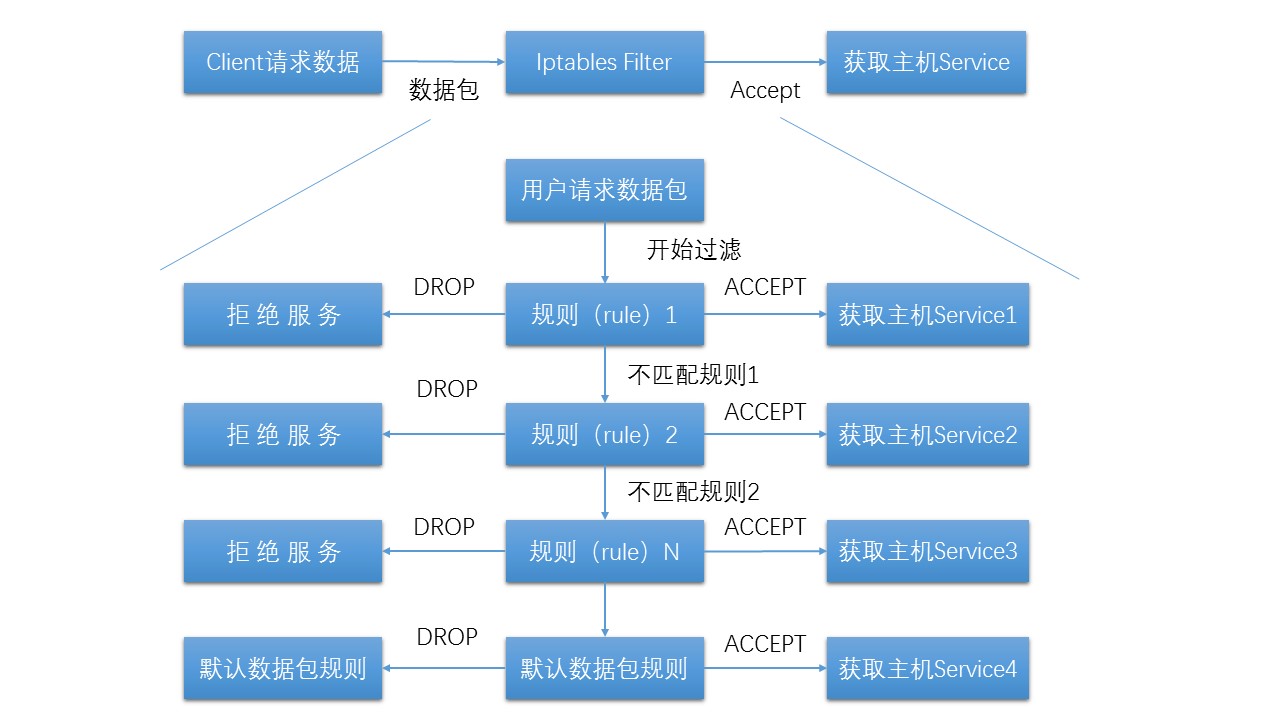 Client请求数据
Iptables Filter
获取主机Service
数据包
Accept
用户请求数据包
开始过滤
DROP
ACCEPT
拒 绝 服 务
规则（rule）1
获取主机Service1
不匹配规则1
DROP
ACCEPT
拒 绝 服 务
规则（rule）2
获取主机Service2
不匹配规则2
DROP
ACCEPT
拒 绝 服 务
规则（rule）N
获取主机Service3
DROP
ACCEPT
默认数据包规则
默认数据包规则
获取主机Service4